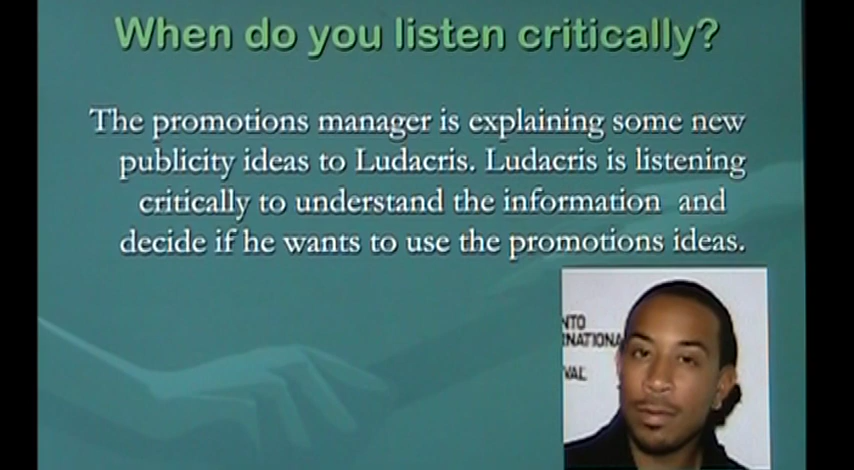 When do you listen critically?
The promotions manager is explaining some new
publicity ideas to Ludacris. Ludacris is listening
critically to understand the information and
decide if he wants to use the promotions ideas.
NTO
RNATIONA
VAL